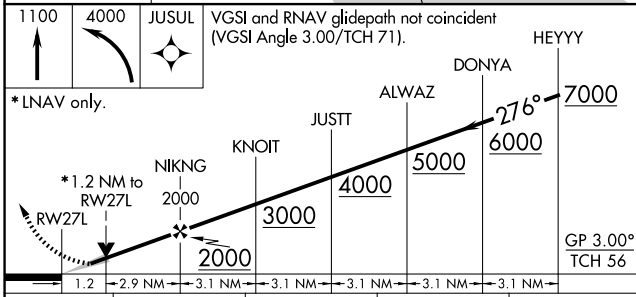 1100 4000 JUSUL
VGSI and RNAV glidepath not coincident
(VGSI Angle 3.00/TCH 71).
*LNAV only.
HEYYY
DONYA
ALWAZ
JUSTT
KNOIT
NIKNG
2000
*1.2 NM to
RW27L
RW27L
276°
7000
6000
5000
4000
3000
2000
GP 3.00°
TCH 56
1.2 2.9 NM 3.1 NM 3.1 NM 3.1 NM 3.1 NM 3.1 NM